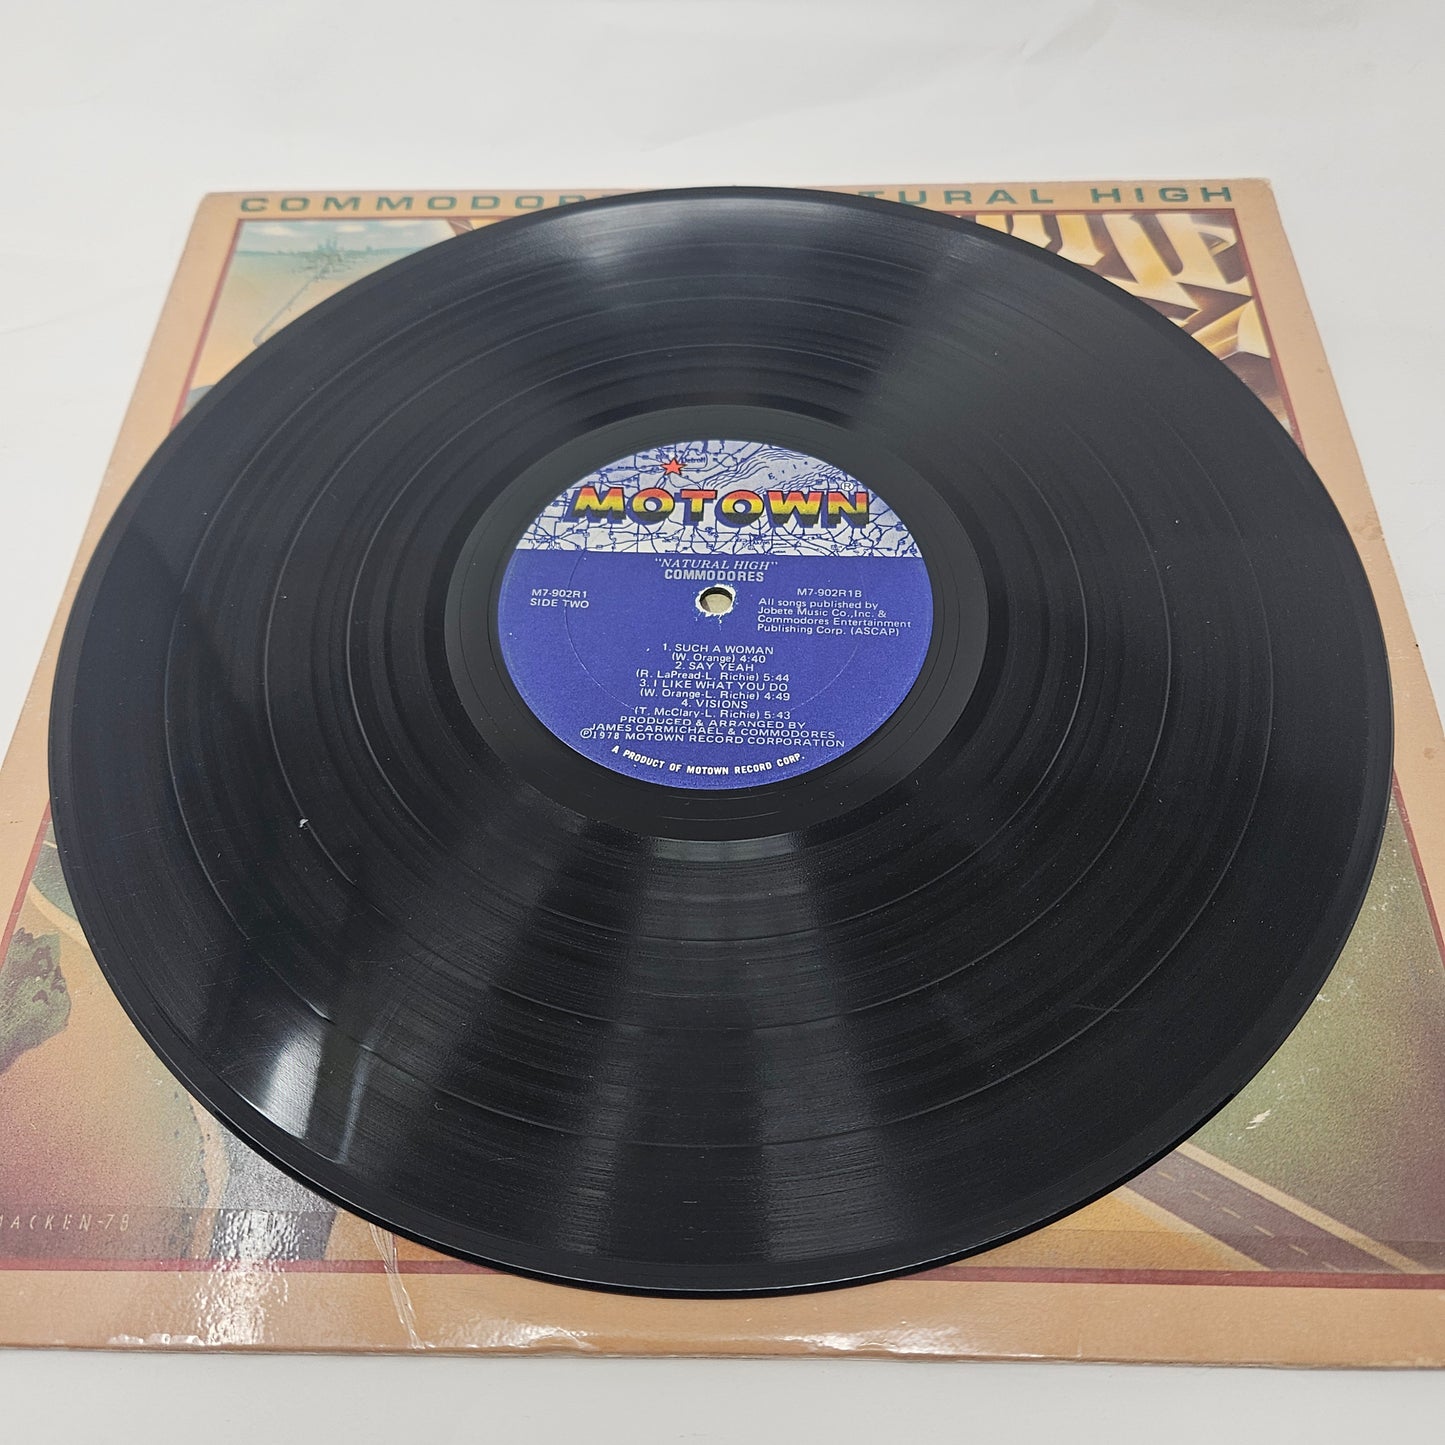 COMMODOR
TURAL HIGH
Detroit
MOTOWN®
"NATURAL HIGH"
COMMODORES
M7-902R1
SIDE TWO
M7-902R1B
All songs published by
Jobete Music Co.,Inc. &
Commodores Entertainment
Publishing Corp. (ASCAP)
1. SUCH A WOMAN
(W. Orange) 4:40
2. SAY YEAH
(R. LaPread-L. Richie) 5:44
3. I LIKE WHAT YOU DO
(W. Orange-L. Richie) 4:49
4. VISIONS
(T. McClary-L. Richie) 5:43
PRODUCED & ARRANGED BY
JAMES CARMICHAEL & COMMODORES
℗1978 MOTOWN RECORD CORPORATION
A PRODUCT OF MOTOWN RECORD CORP.
MACKEN-78